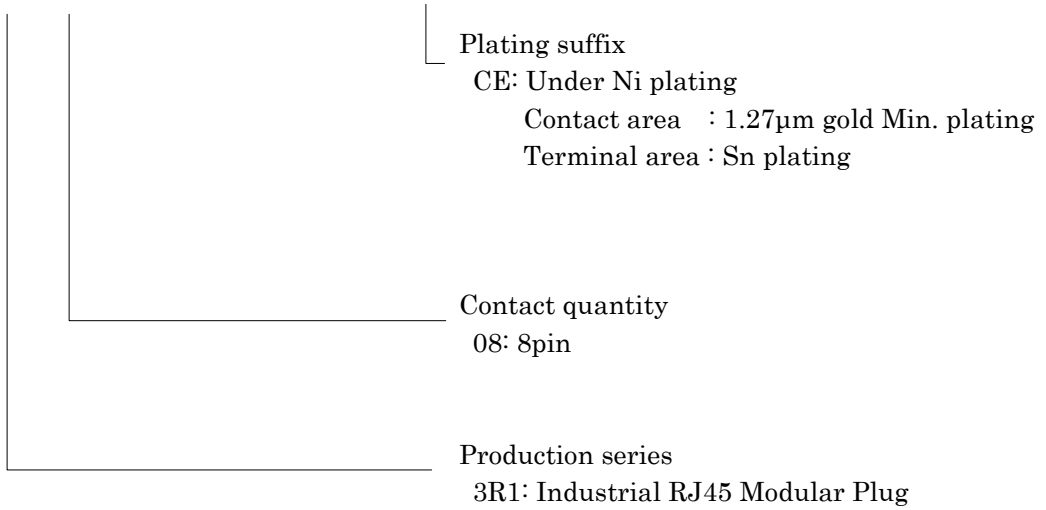 Plating suffix
CE: Under Ni plating
Contact area : 1.27μm gold Min. plating
Terminal area : Sn plating
Contact quantity
08: 8pin
Production series
3R1: Industrial RJ45 Modular Plug